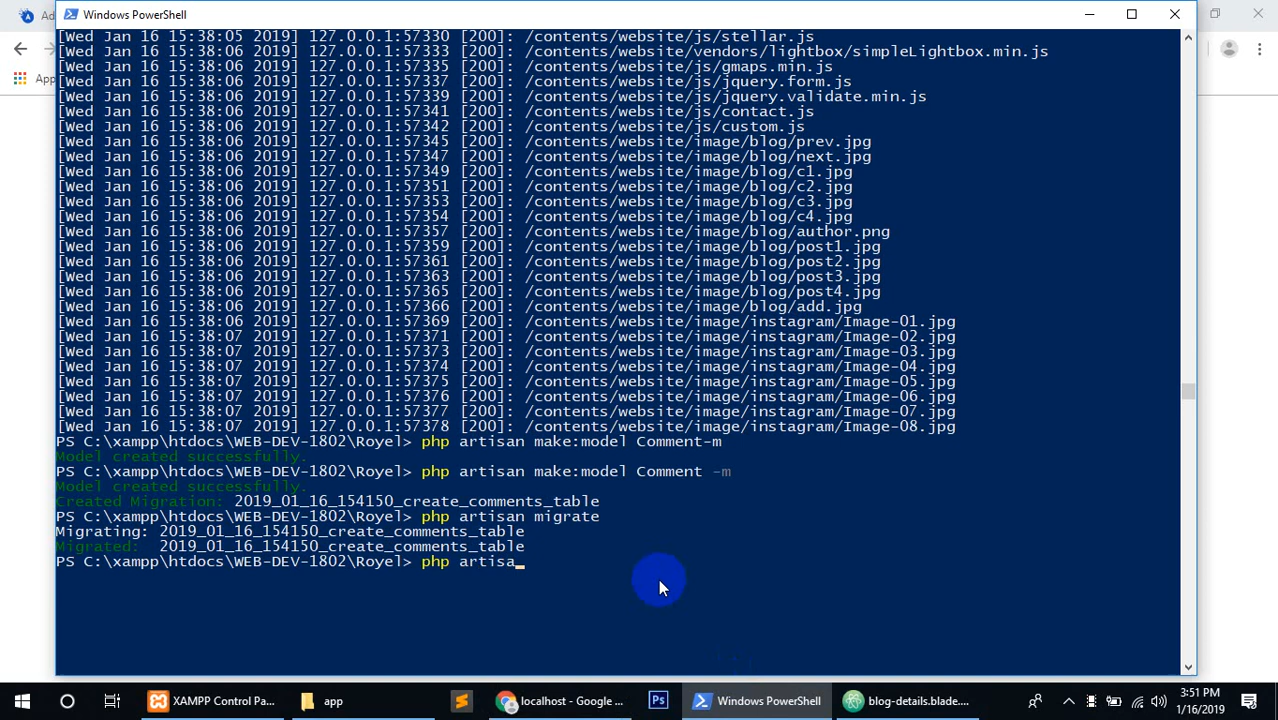 Ad
Windows PowerShell
App
[Wed Jan 16 15:38:05 2019] 127.0.0.1:57330 [200]: /contents/website/js/stellar.js
[Wed Jan 16 15:38:06 2019] 127.0.0.1:57332 [200]: /contents/website/vendors/lightbox/simpleLightbox.min.js
[Wed Jan 16 15:38:06 2019] 127.0.0.1:57335 [200]: /contents/website/js/gmaps.min.js
[Wed Jan 16 15:38:06 2019] 127.0.0.1:57337 [200]: /contents/website/js/jquery.form.js
[Wed Jan 16 15:38:06 2019] 127.0.0.1:57339 [200]: /contents/website/js/jquery.validate.min.js
[Wed Jan 16 15:38:06 2019] 127.0.0.1:57341 [200]: /contents/website/js/contact.js
[Wed Jan 16 15:38:06 2019] 127.0.0.1:57342 [200]: /contents/website/js/custom.js
[Wed Jan 16 15:38:06 2019] 127.0.0.1:57345 [200]: /contents/website/image/blog/prev.jpg
[Wed Jan 16 15:38:06 2019] 127.0.0.1:57347 [200]: /contents/website/image/blog/next.jpg
[Wed Jan 16 15:38:06 2019] 127.0.0.1:57349 [200]: /contents/website/image/blog/c1.jpg
[Wed Jan 16 15:38:06 2019] 127.0.0.1:57351 [200]: /contents/website/image/blog/c2.jpg
[Wed Jan 16 15:38:06 2019] 127.0.0.1:57353 [200]: /contents/website/image/blog/c3.jpg
[Wed Jan 16 15:38:06 2019] 127.0.0.1:57354 [200]: /contents/website/image/blog/c4.jpg
[Wed Jan 16 15:38:06 2019] 127.0.0.1:57357 [200]: /contents/website/image/blog/author.png
[Wed Jan 16 15:38:06 2019] 127.0.0.1:57359 [200]: /contents/website/image/blog/post1.jpg
[Wed Jan 16 15:38:06 2019] 127.0.0.1:57361 [200]: /contents/website/image/blog/post2.jpg
[Wed Jan 16 15:38:06 2019] 127.0.0.1:57363 [200]: /contents/website/image/blog/post3.jpg
[Wed Jan 16 15:38:06 2019] 127.0.0.1:57365 [200]: /contents/website/image/blog/post4.jpg
[Wed Jan 16 15:38:06 2019] 127.0.0.1:57366 [200]: /contents/website/image/blog/add.jpg
[Wed Jan 16 15:38:06 2019] 127.0.0.1:57369 [200]: /contents/website/image/instagram/Image-01.jpg
[Wed Jan 16 15:38:07 2019] 127.0.0.1:57371 [200]: /contents/website/image/instagram/Image-02.jpg
[Wed Jan 16 15:38:07 2019] 127.0.0.1:57373 [200]: /contents/website/image/instagram/Image-03.jpg
[Wed Jan 16 15:38:07 2019] 127.0.0.1:57374 [200]: /contents/website/image/instagram/Image-04.jpg
[Wed Jan 16 15:38:07 2019] 127.0.0.1:57375 [200]: /contents/website/image/instagram/Image-05.jpg
[Wed Jan 16 15:38:07 2019] 127.0.0.1:57376 [200]: /contents/website/image/instagram/Image-06.jpg
[Wed Jan 16 15:38:07 2019] 127.0.0.1:57377 [200]: /contents/website/image/instagram/Image-07.jpg
[Wed Jan 16 15:38:07 2019] 127.0.0.1:57378 [200]: /contents/website/image/instagram/Image-08.jpg
PS C:\xampp\htdocs\WEB-DEV-1802\Royel> php artisan make:model Comment-m
Model created successfully.
PS C:\xampp\htdocs\WEB-DEV-1802\Royel> php artisan make:model Comment -m
Model created successfully.
Created Migration: 2019_01_16_154150_create_comments_table
PS C:\xampp\htdocs\WEB-DEV-1802\Royel> php artisan migrate
Migrating: 2019_01_16_154150_create_comments_table
Migrated:  2019_01_16_154150_create_comments_table
PS C:\xampp\htdocs\WEB-DEV-1802\Royel> php artisa_
XAMPP Control Pa...
app
localhost - Google ...
Ps
Windows PowerShell
blog-details.blade....
3:51 PM
1/16/2019